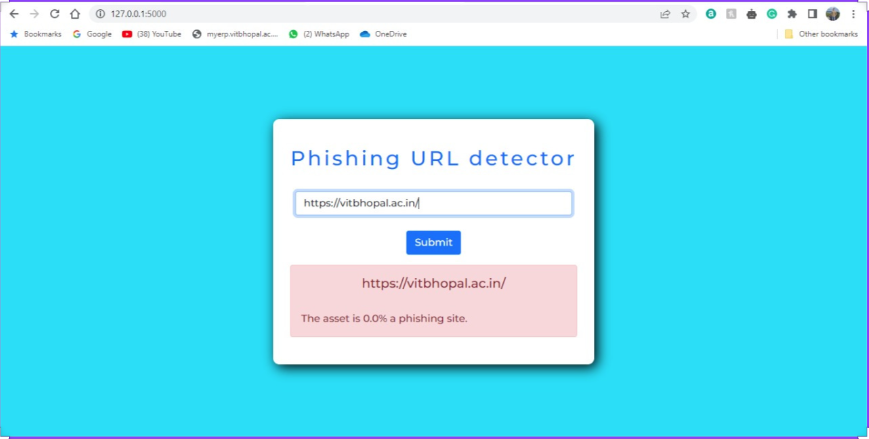 127.0.0.1:5000
Bookmarks Google (38) YouTube myerp.vitbhopal.ac.... (2) WhatsApp OneDrive Other bookmarks
Phishing URL detector
https://vitbhopal.ac.in/
Submit
https://vitbhopal.ac.in/
The asset is 0.0% a phishing site.